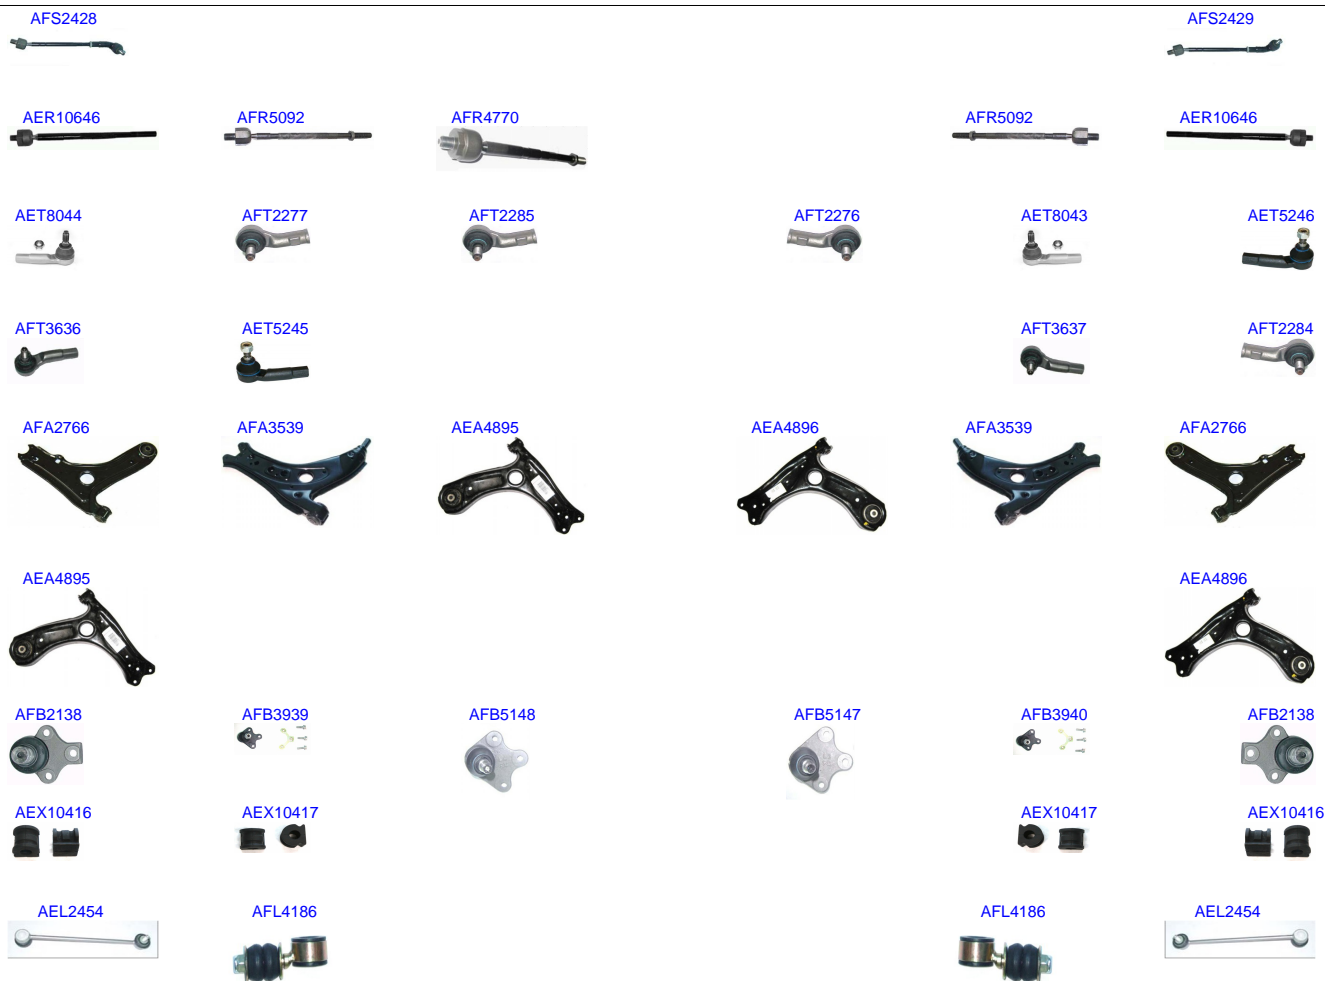 AFS2428 AFS2429
AER10646 AFR5092 AFR4770 AFR5092 AER10646
AET8044 AFT2277 AFT2285 AFT2276 AET8043 AET5246
AFT3636 AET5245 AFT3637 AFT2284
AFA2766 AFA3539 AEA4895 AEA4896 AFA3539 AFA2766
AEA4895 AEA4896
AFB2138 AFB3939 AFB5148 AFB5147 AFB3940 AFB2138
AEX10416 AEX10417 AEX10417 AEX10416
AEL2454 AFL4186 AFL4186 AEL2454